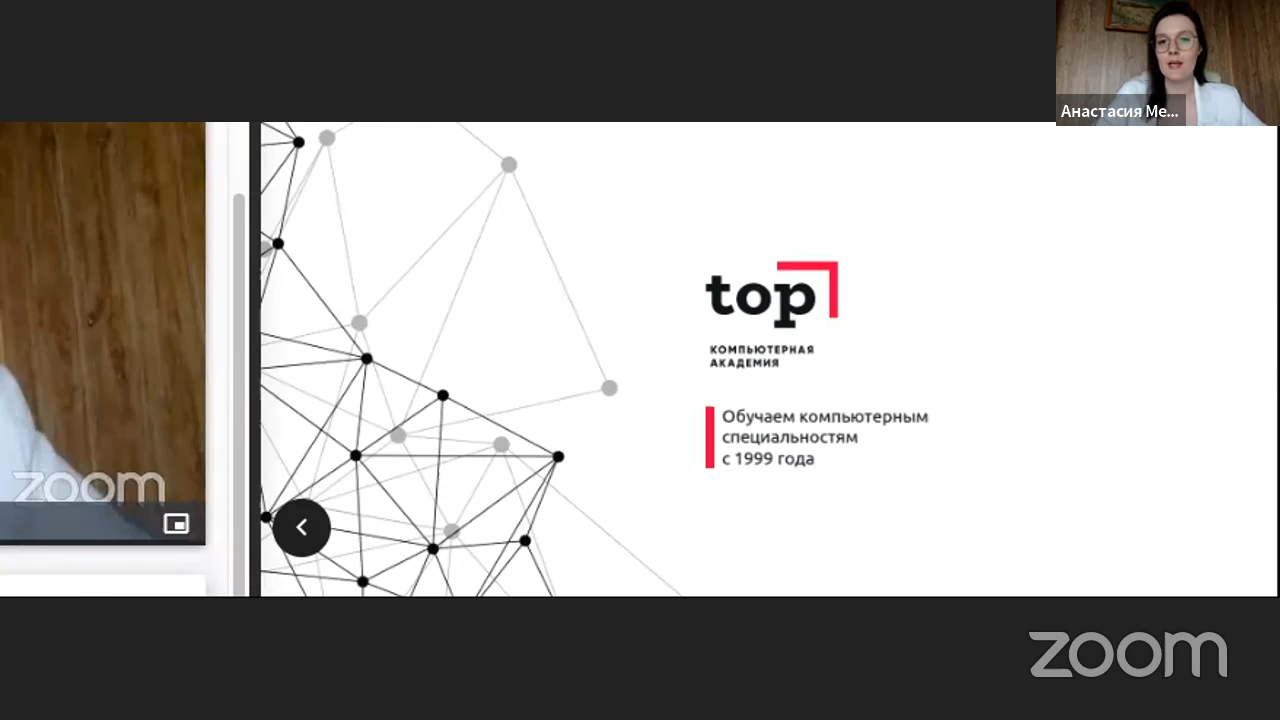 Анастасия Ме...
top
КОМПЬЮТЕРНАЯ
АКАДЕМИЯ
Обучаем компьютерным
специальностям
с 1999 года
zoom
zoom